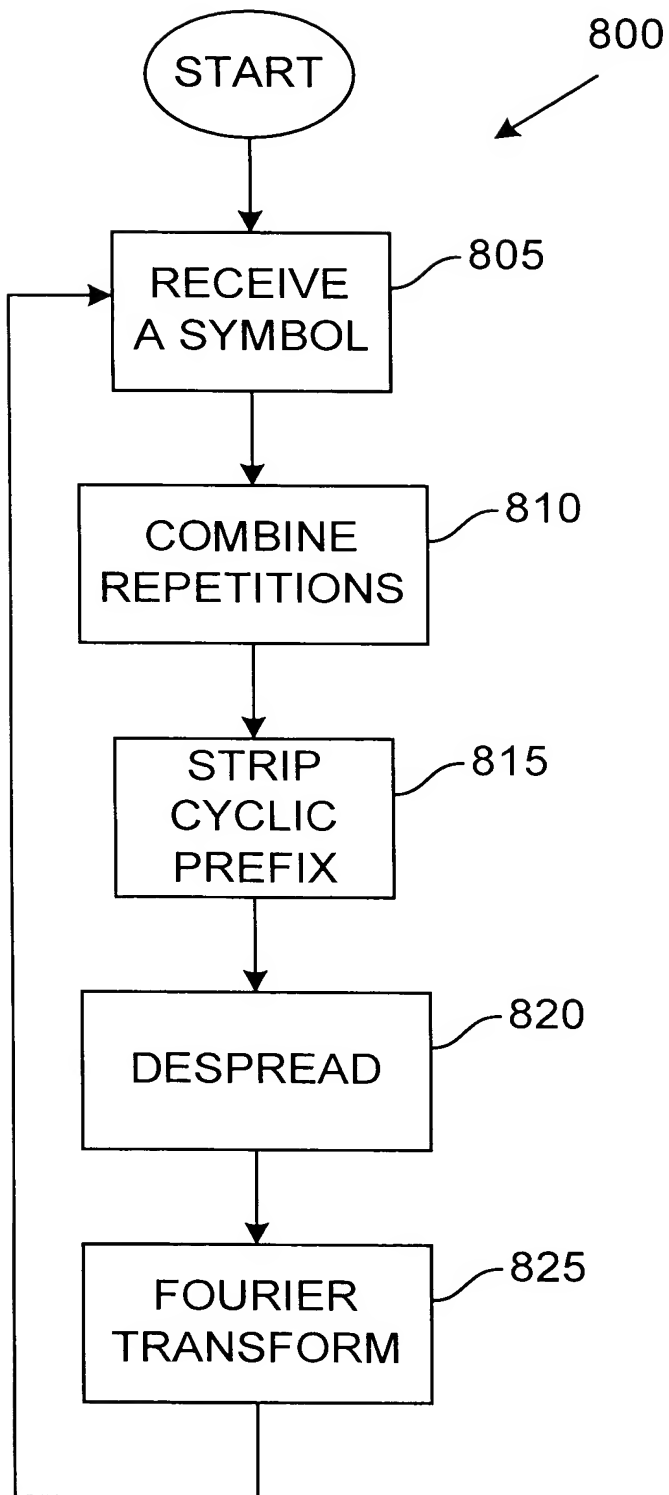 START
800
RECEIVE
A SYMBOL
805
COMBINE
REPETITIONS
810
STRIP
CYCLIC
PREFIX
815
DESPREAD
820
FOURIER
TRANSFORM
825